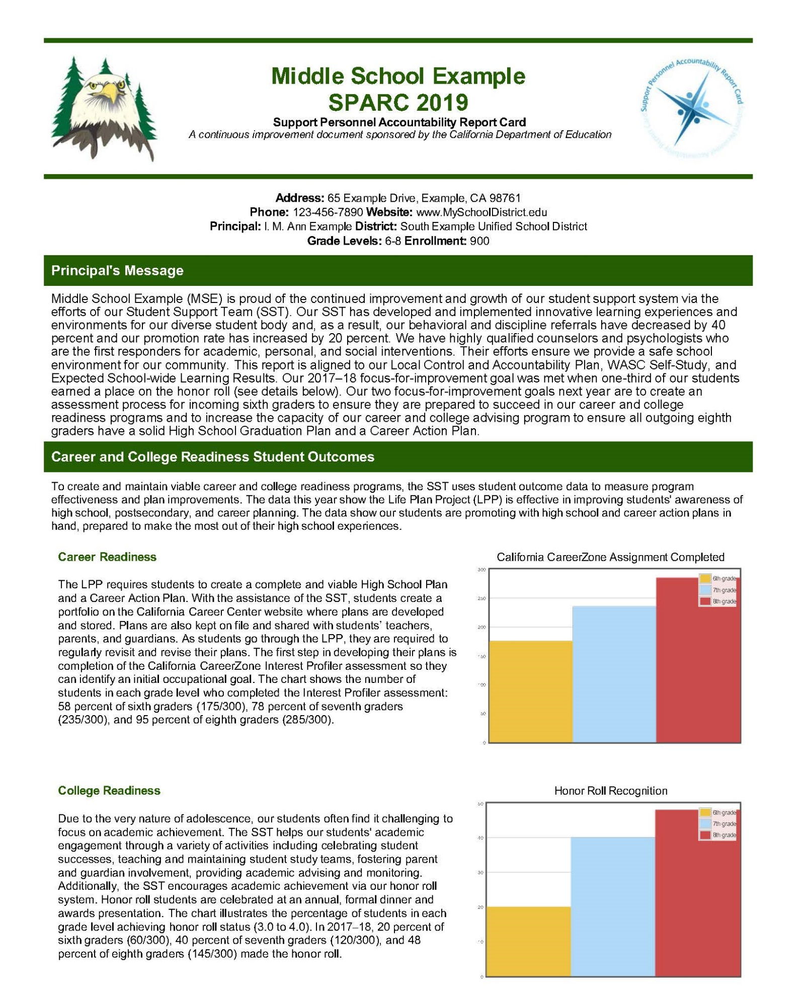 Middle School Example
SPARC 2019
Support Personnel Accountability Report Card
A continuous improvement document sponsored by the California Department of Education
Support Personnel Accountability Report Card
Address: 65 Example Drive, Example, CA 98761
Phone: 123-456-7890 Website: www.MySchoolDistrict.edu
Principal: I. M. Ann Example District: South Example Unified School District
Grade Levels: 6-8 Enrollment: 900
Principal's Message
Middle School Example (MSE) is proud of the continued improvement and growth of our student support system via the
efforts of our Student Support Team (SST). Our SST has developed and implemented innovative learning experiences and
environments for our diverse student body and, as a result, our behavioral and discipline referrals have decreased by 40
percent and our promotion rate has increased by 20 percent. We have highly qualified counselors and psychologists who
are the first responders for academic, personal, and social interventions. Their efforts ensure we provide a safe school
environment for our community. This report is aligned to our Local Control and Accountability Plan, WASC Self-Study, and
Expected School-wide Learning Results. Our 2017–18 focus-for-improvement goal was met when one-third of our students
earned a place on the honor roll (see details below). Our two focus-for-improvement goals next year are to create an
assessment process for incoming sixth graders to ensure they are prepared to succeed in our career and college
readiness programs and to increase the capacity of our career and college advising program to ensure all outgoing eighth
graders have a solid High School Graduation Plan and a Career Action Plan.
Career and College Readiness Student Outcomes
To create and maintain viable career and college readiness programs, the SST uses student outcome data to measure program
effectiveness and plan improvements. The data this year show the Life Plan Project (LPP) is effective in improving students' awareness of
high school, postsecondary, and career planning. The data show our students are promoting with high school and career action plans in
hand, prepared to make the most out of their high school experiences.
Career Readiness
The LPP requires students to create a complete and viable High School Plan
and a Career Action Plan. With the assistance of the SST, students create a
portfolio on the California Career Center website where plans are developed
and stored. Plans are also kept on file and shared with students’ teachers,
parents, and guardians. As students go through the LPP, they are required to
regularly revisit and revise their plans. The first step in developing their plans is
completion of the California CareerZone Interest Profiler assessment so they
can identify an initial occupational goal. The chart shows the number of
students in each grade level who completed the Interest Profiler assessment:
58 percent of sixth graders (175/300), 78 percent of seventh graders
(235/300), and 95 percent of eighth graders (285/300).
California CareerZone Assignment Completed
300
250
200
150
100
50
0
6th grade
7th grade
8th grade
College Readiness
Due to the very nature of adolescence, our students often find it challenging to
focus on academic achievement. The SST helps our students' academic
engagement through a variety of activities including celebrating student
successes, teaching and maintaining student study teams, fostering parent
and guardian involvement, providing academic advising and monitoring.
Additionally, the SST encourages academic achievement via our honor roll
system. Honor roll students are celebrated at an annual, formal dinner and
awards presentation. The chart illustrates the percentage of students in each
grade level achieving honor roll status (3.0 to 4.0). In 2017–18, 20 percent of
sixth graders (60/300), 40 percent of seventh graders (120/300), and 48
percent of eighth graders (145/300) made the honor roll.
Honor Roll Recognition
50
40
30
20
10
0
6th grade
7th grade
8th grade